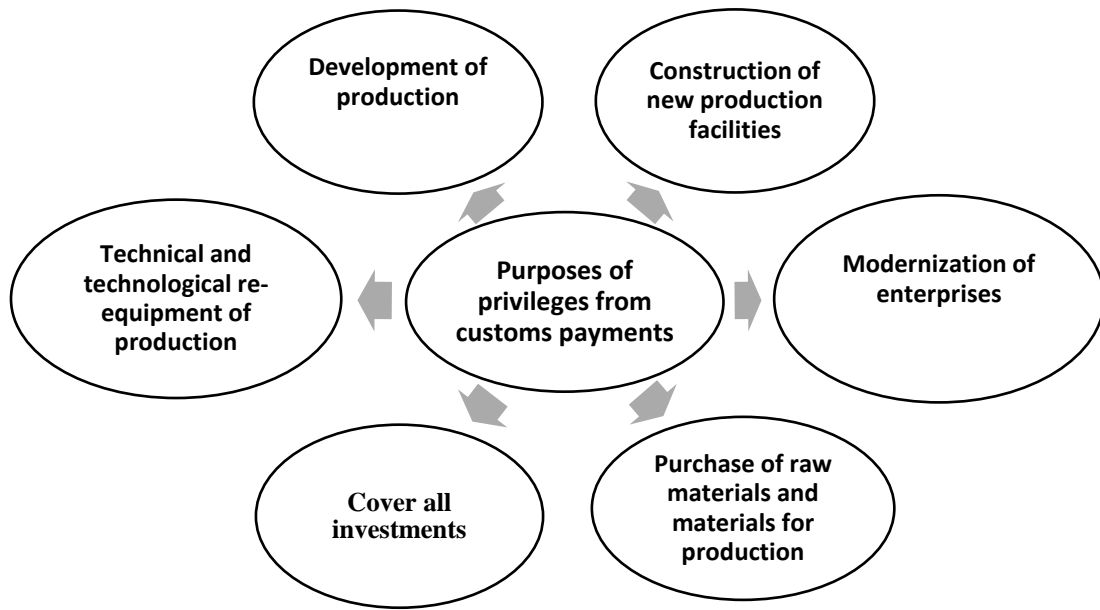 Development of
production
Construction of
new production
facilities
Technical and
technological re-
equipment of
production
Purposes of
privileges from
customs payments
Modernization of
enterprises
Cover all
investments
Purchase of raw
materials and
materials for
production